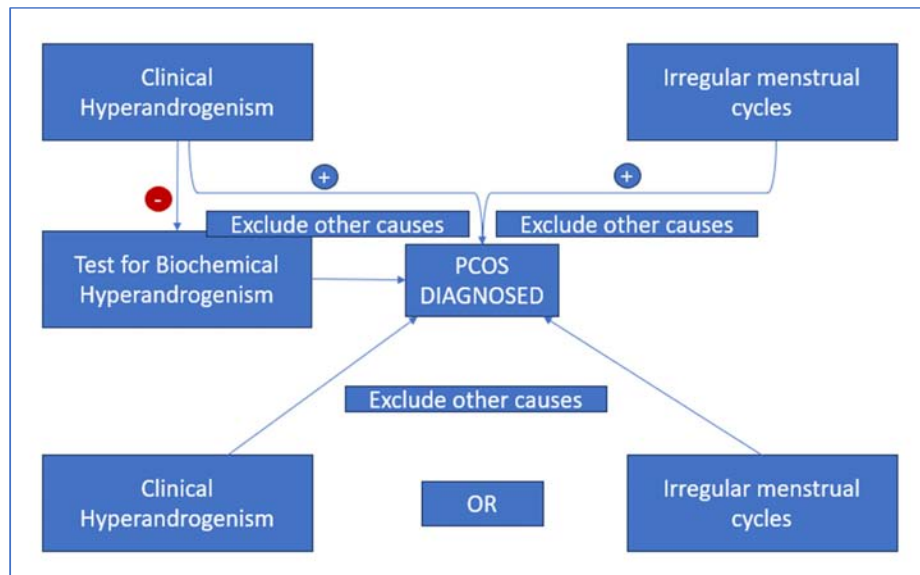 Clinical
Hyperandrogenism
Irregular menstrual
cycles
+
+
-
Exclude other causes
Exclude other causes
Test for Biochemical
Hyperandrogenism
PCOS
DIAGNOSED
Exclude other causes
Clinical
Hyperandrogenism
OR
Irregular menstrual
cycles